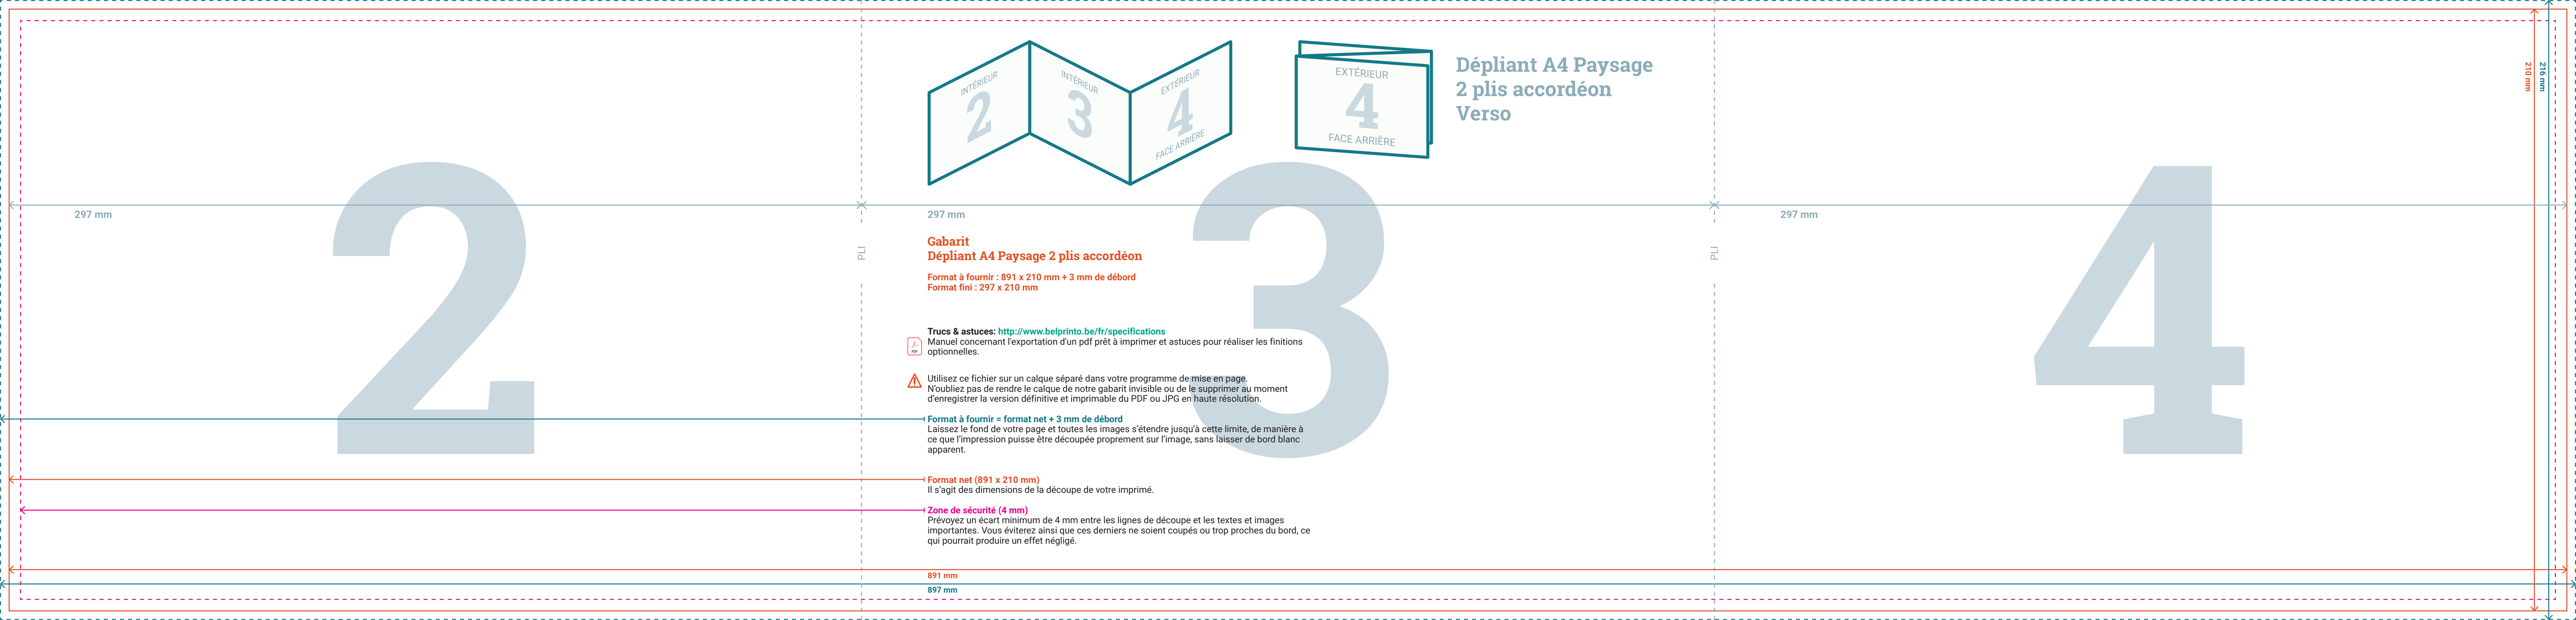 INTÉRIEUR
2
INTÉRIEUR
3
EXTÉRIEUR
4
FACE ARRIÈRE
EXTÉRIEUR
4
FACE ARRIÈRE
Dépliant A4 Paysage
2 plis accordéon
Verso
210 mm
216 mm
2
3
4
297 mm
297 mm
297 mm
PLI
PLI
Gabarit
Dépliant A4 Paysage 2 plis accordéon
Format à fournir : 891 x 210 mm + 3 mm de débord
Format fini : 297 x 210 mm
Trucs & astuces: http://www.belprinto.be/fr/specifications
PDF
Manuel concernant l'exportation d'un pdf prêt à imprimer et astuces pour réaliser les finitions
optionnelles.
Utilisez ce fichier sur un calque séparé dans votre programme de mise en page.
N'oubliez pas de rendre le calque de notre gabarit invisible ou de le supprimer au moment
d'enregistrer la version définitive et imprimable du PDF ou JPG en haute résolution.
Format à fournir = format net + 3 mm de débord
Laissez le fond de votre page et toutes les images s'étendre jusqu'à cette limite, de manière à
ce que l'impression puisse être découpée proprement sur l'image, sans laisser de bord blanc
apparent.
Format net (891 x 210 mm)
Il s'agit des dimensions de la découpe de votre imprimé.
Zone de sécurité (4 mm)
Prévoyez un écart minimum de 4 mm entre les lignes de découpe et les textes et images
importantes. Vous éviterez ainsi que ces derniers ne soient coupés ou trop proches du bord, ce
qui pourrait produire un effet négligé.
891 mm
897 mm